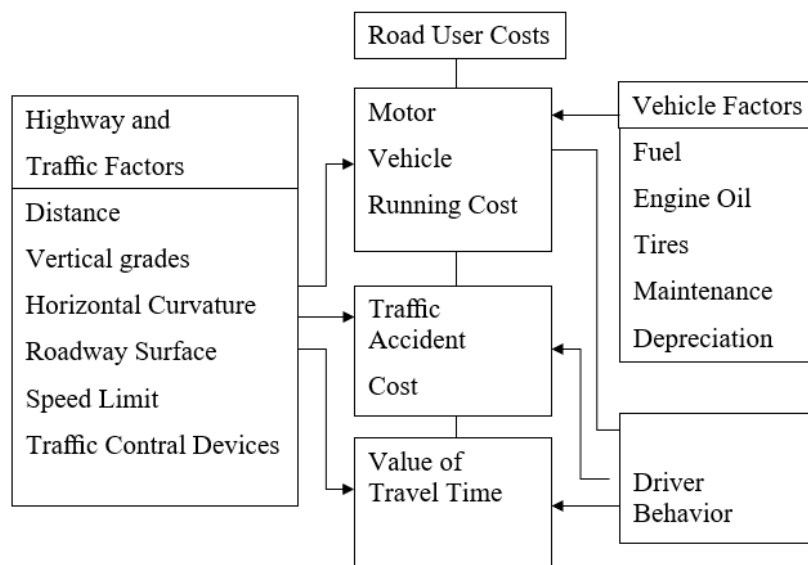 Road User Costs
Highway and
Traffic Factors
Distance
Vertical grades
Horizontal Curvature
Roadway Surface
Speed Limit
Traffic Contral Devices
Motor
Vehicle
Running Cost
Traffic
Accident
Cost
Value of
Travel Time
Vehicle Factors
Fuel
Engine Oil
Tires
Maintenance
Depreciation
Driver
Behavior